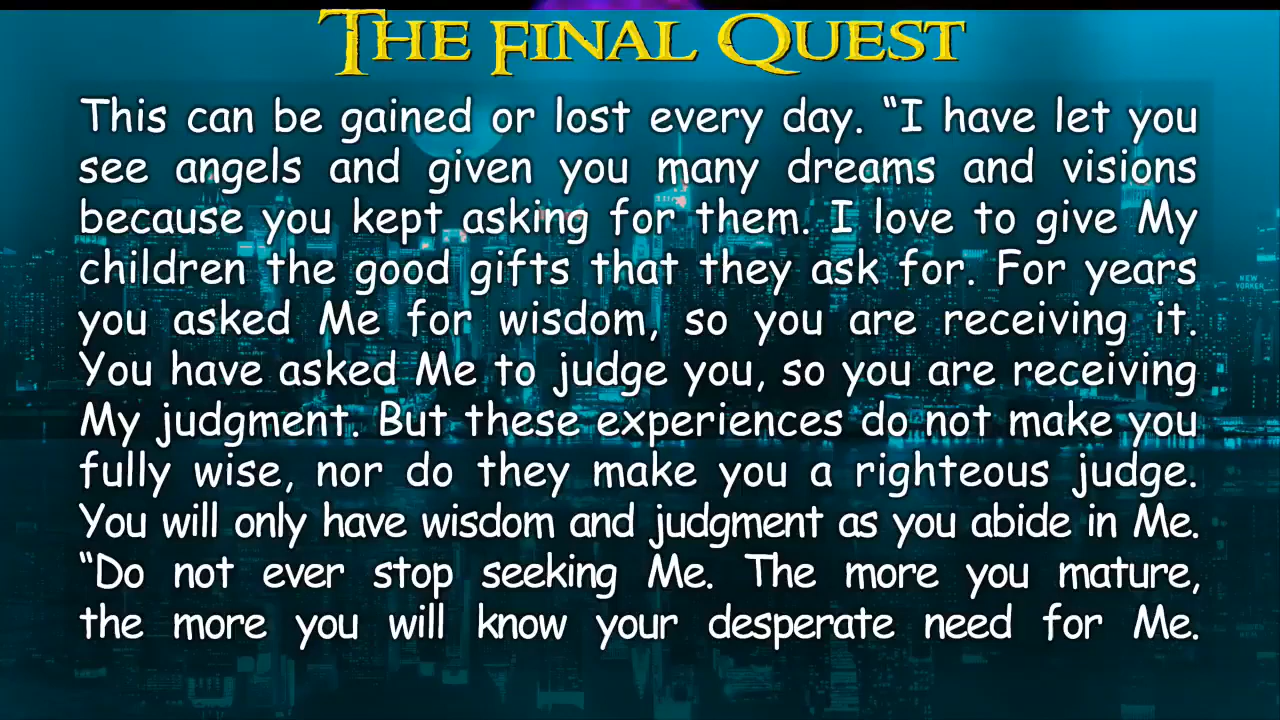 THE FINAL QUEST
This can be gained or lost every day. “I have let you
see angels and given you many dreams and visions
because you kept asking for them. I love to give My
children the good gifts that they ask for. For years
you asked Me for wisdom, so you are receiving it.
You have asked Me to judge you, so you are receiving
My judgment. But these experiences do not make you
fully wise, nor do they make you a righteous judge.
You will only have wisdom and judgment as you abide in Me.
“Do not ever stop seeking Me. The more you mature,
the more you will know your desperate need for Me.
NEW
YORKER